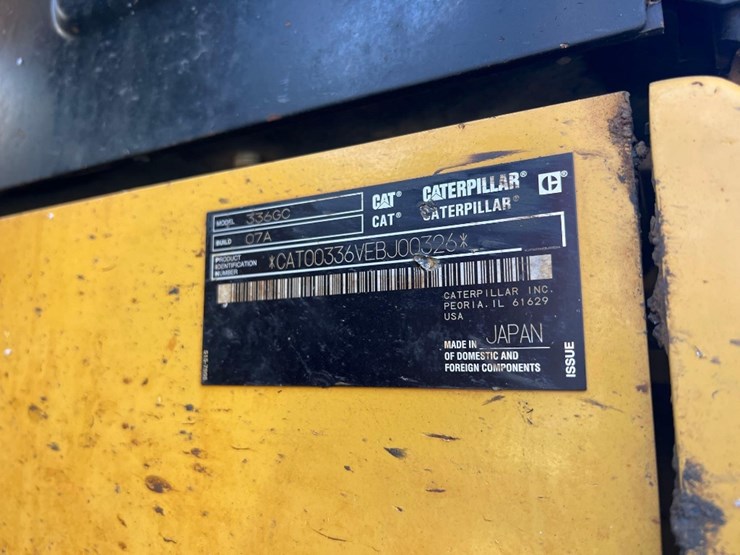 MODEL 336GC
BUILD 07A
CAT® CATERPILLAR®
CAT® CATERPILLAR®
PRODUCT IDENTIFICATION NUMBER *CAT00336VEBJ00326*
CATERPILLAR INC.
PEORIA, IL 61629
USA
MADE IN JAPAN
OF DOMESTIC AND
FOREIGN COMPONENTS
ISSUE